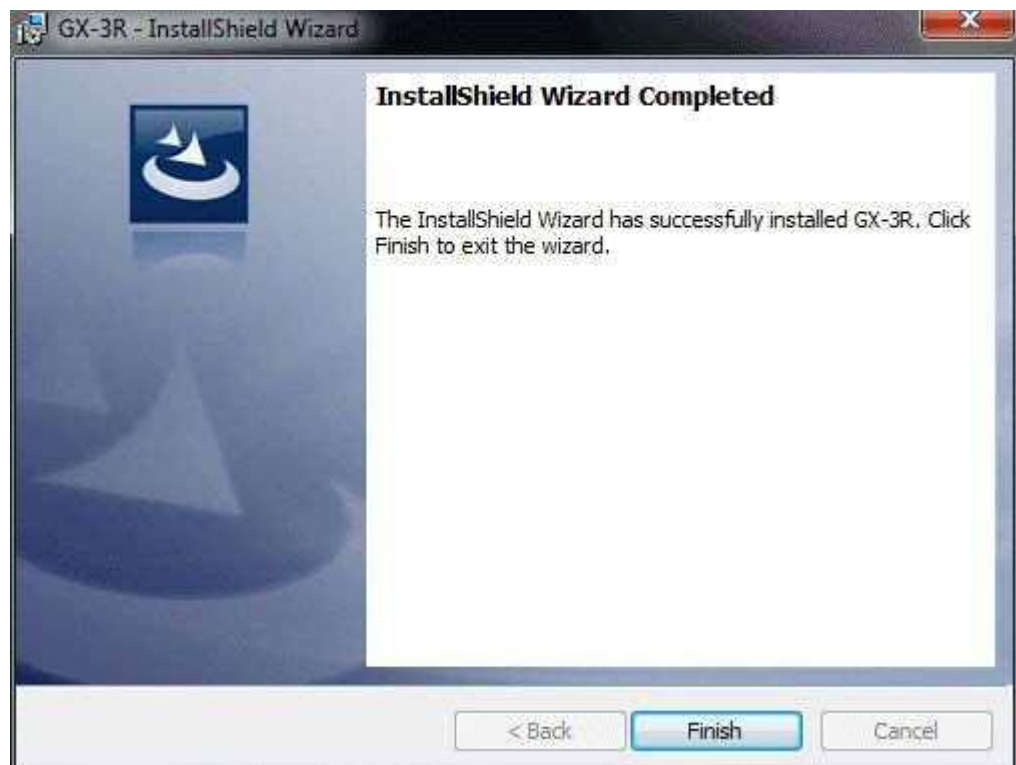 GX-3R - InstallShield Wizard
InstallShield Wizard Completed
The InstallShield Wizard has successfully installed GX-3R. Click
Finish to exit the wizard.
< Back
Finish
Cancel